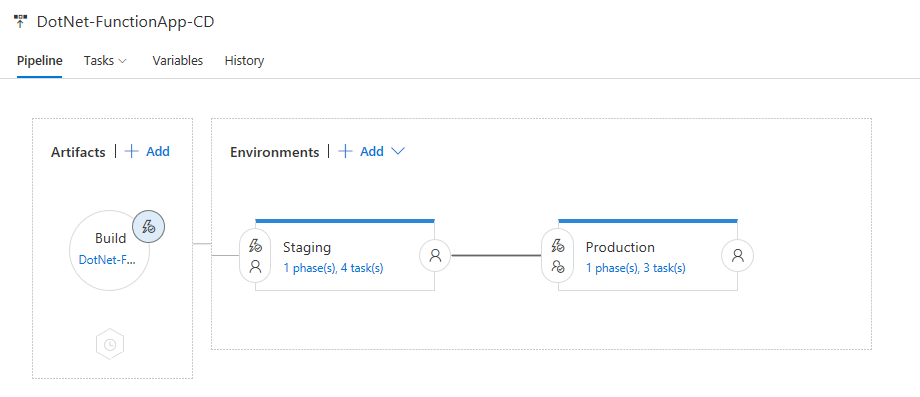 DotNet-FunctionApp-CD
Pipeline Tasks Variables History
Artifacts | + Add
Environments | + Add
Build
DotNet-F...
Staging
1 phase(s), 4 task(s)
Production
1 phase(s), 3 task(s)